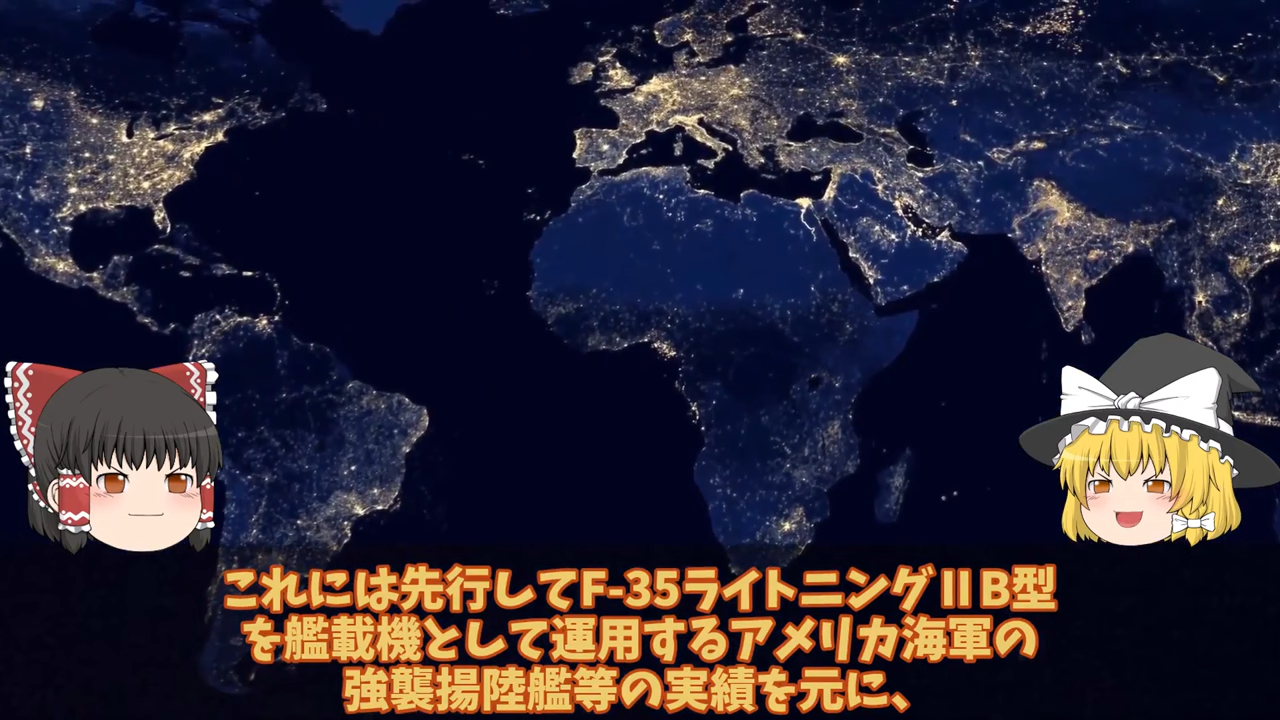 これには先行してF-35ライトニングⅡB型
を艦載機として運用するアメリカ海軍の
強襲揚陸艦等の実績を元に、